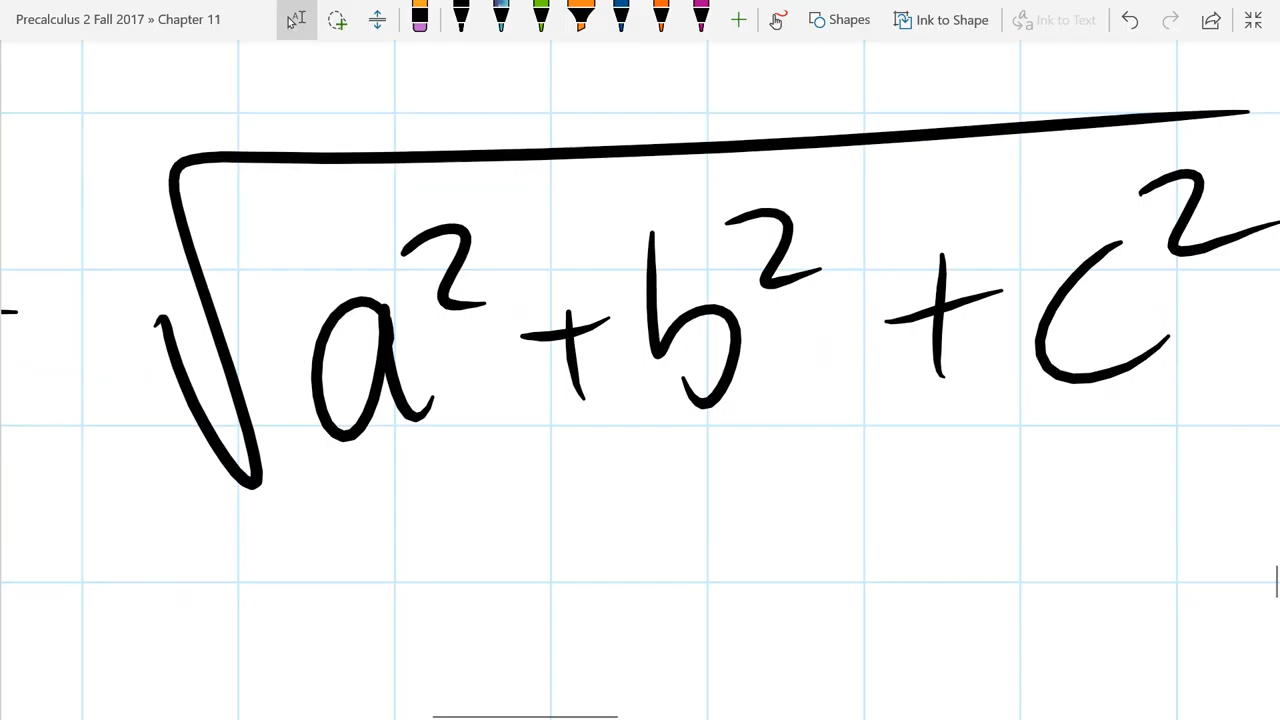 Precalculus 2 Fall 2017 » Chapter 11
Shapes
Ink to Shape
Ink to Text
√(a² + b² + c²)